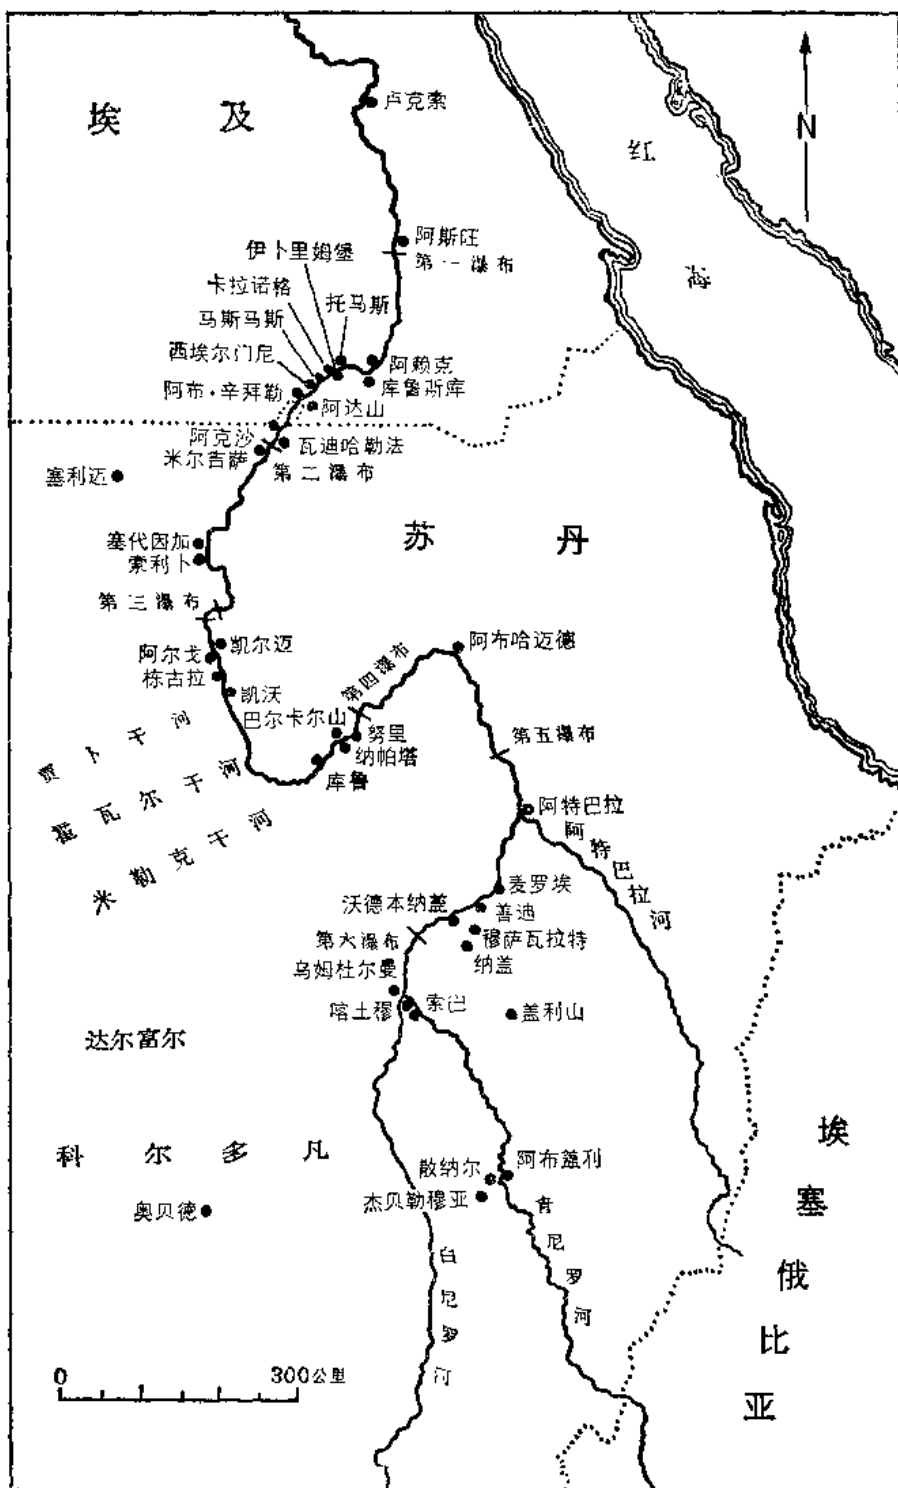 卢克索
埃及
N
红海
阿斯旺
第一瀑布
伊卜里姆堡
卡拉诺格
托马斯
马斯马斯
西埃尔门尼
阿赖克
库鲁斯库
阿布·辛拜勒
阿达山
阿克沙
瓦迪哈勒法
米尔吉萨
第二瀑布
塞利迈
苏丹
塞代因加
索利卜
第三瀑布
凯尔迈
阿布哈迈德
阿尔戈
栋古拉
第四瀑布
凯沃
巴尔卡尔山
努里
第五瀑布
纳帕塔
贾卜干河
库鲁
霍瓦尔干河
阿特巴拉
米勒克干河
阿特巴拉河
麦罗埃
沃德本纳盖
善迪
第六瀑布
穆萨瓦拉特
纳盖
乌姆杜尔曼
喀土穆
索巴
盖利山
达尔富尔
科尔多凡
散纳尔
阿布盖利
杰贝勒穆亚
奥贝德
青尼罗河
白尼罗河
埃塞俄比亚
0
300公里